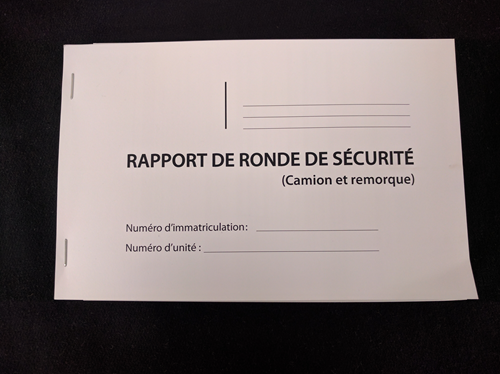 RAPPORT DE RONDE DE SÉCURITÉ
(Camion et remorque)
Numéro d'immatriculation:
Numéro d'unité :